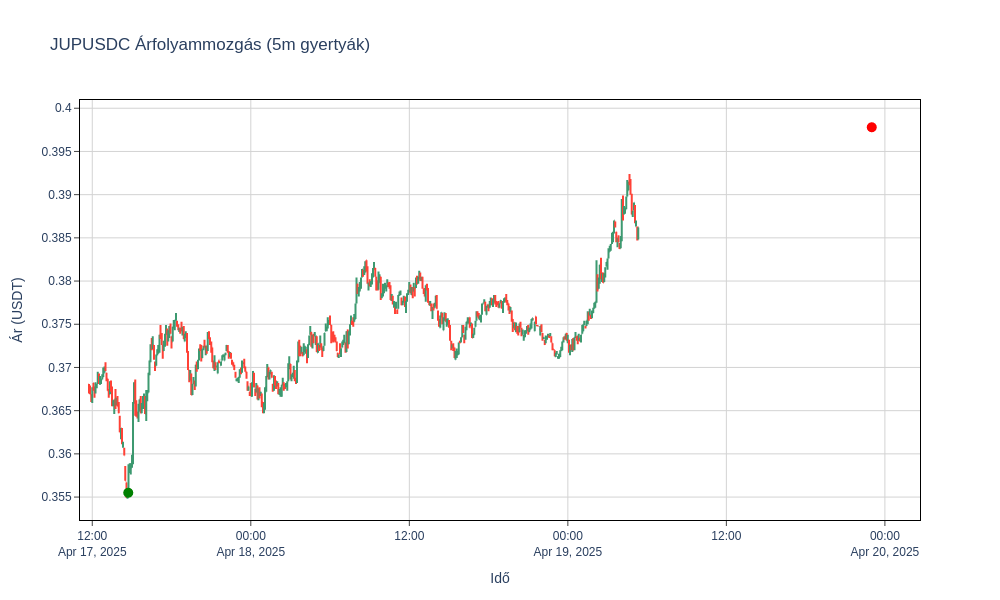 JUPUSDC Árfolyammozgás (5m gyertyák)
Ár (USDT)
0.4
0.395
0.39
0.385
0.38
0.375
0.37
0.365
0.36
0.355
12:00
Apr 17, 2025
00:00
Apr 18, 2025
12:00
00:00
Apr 19, 2025
12:00
00:00
Apr 20, 2025
Idő